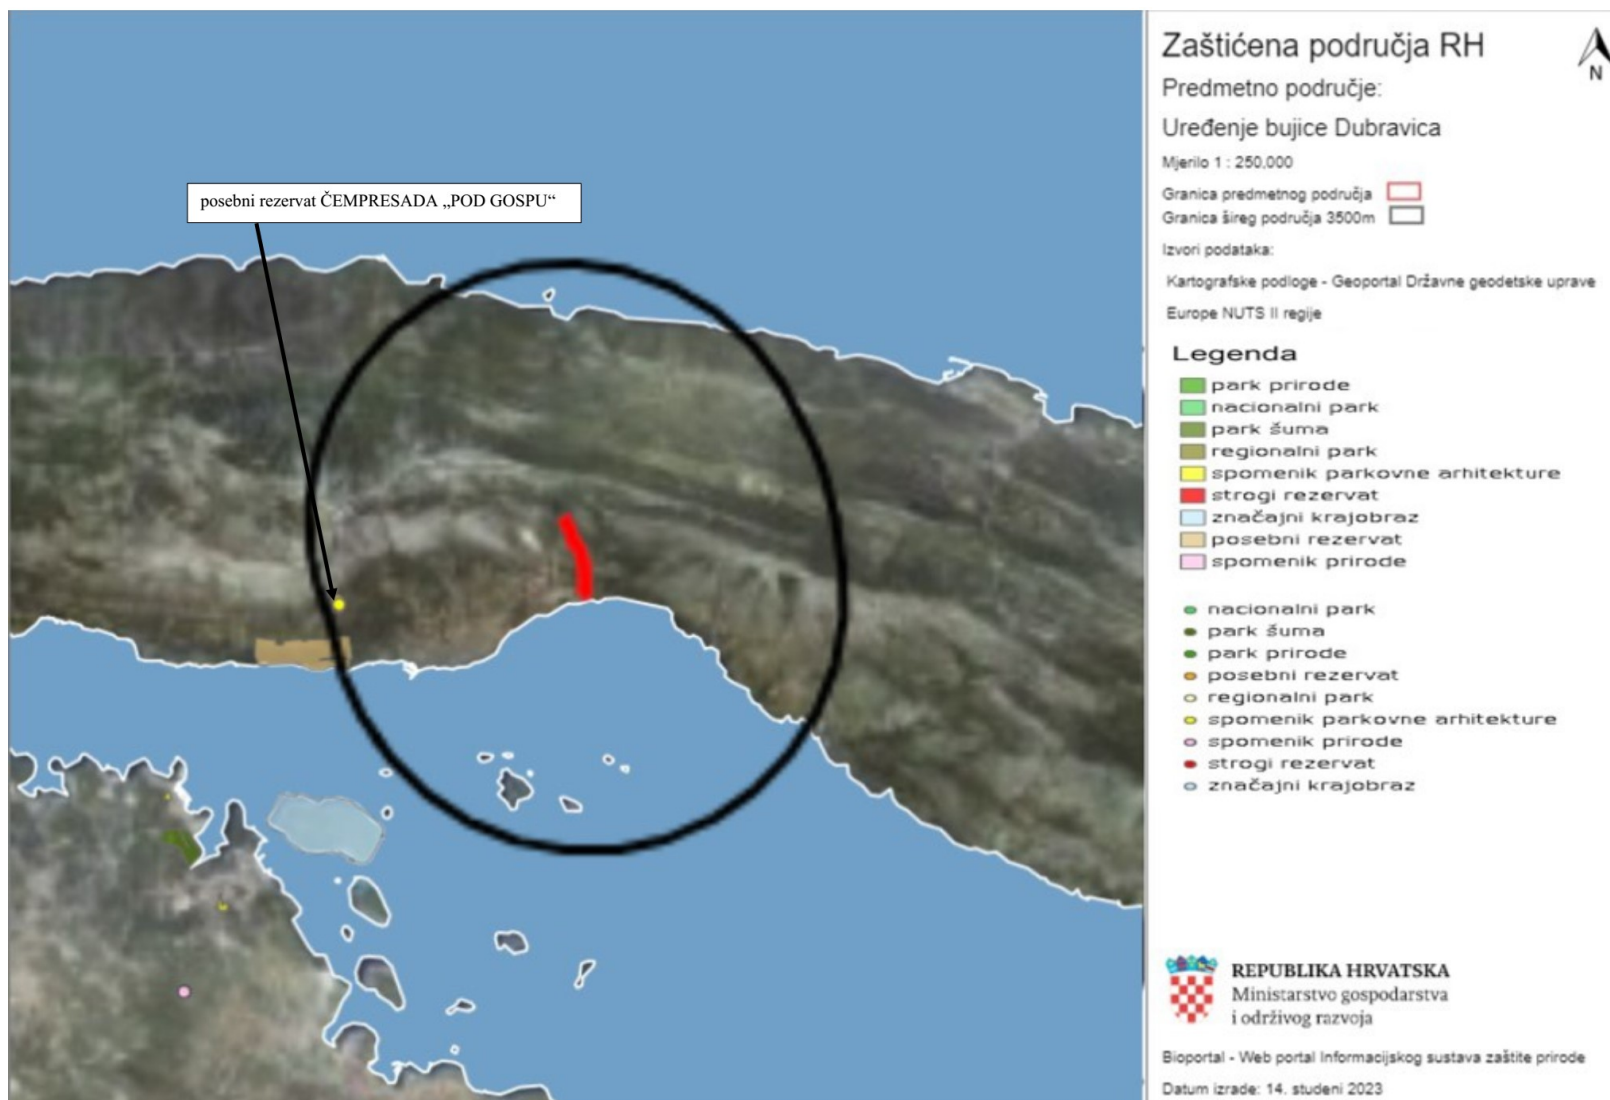 posebni rezervat ČEMPRESADA „POD GOSPU“
Zaštićena područja RH
N
Predmetno područje:
Uređenje bujice Dubravica
Mjerilo 1 : 250,000
Granica predmetnog područja
Granica šireg područja 3500m
Izvori podataka:
Kartografske podloge - Geoportal Državne geodetske uprave
Europe NUTS II regije
Legenda
park prirode
nacionalni park
park šuma
regionalni park
spomenik parkovne arhitekture
strogi rezervat
značajni krajobraz
posebni rezervat
spomenik prirode
nacionalni park
park šuma
park prirode
posebni rezervat
regionalni park
spomenik parkovne arhitekture
spomenik prirode
strogi rezervat
značajni krajobraz
REPUBLIKA HRVATSKA
Ministarstvo gospodarstva
i održivog razvoja
Bioportal - Web portal Informacijskog sustava zaštite prirode
Datum izrade: 14. studeni 2023